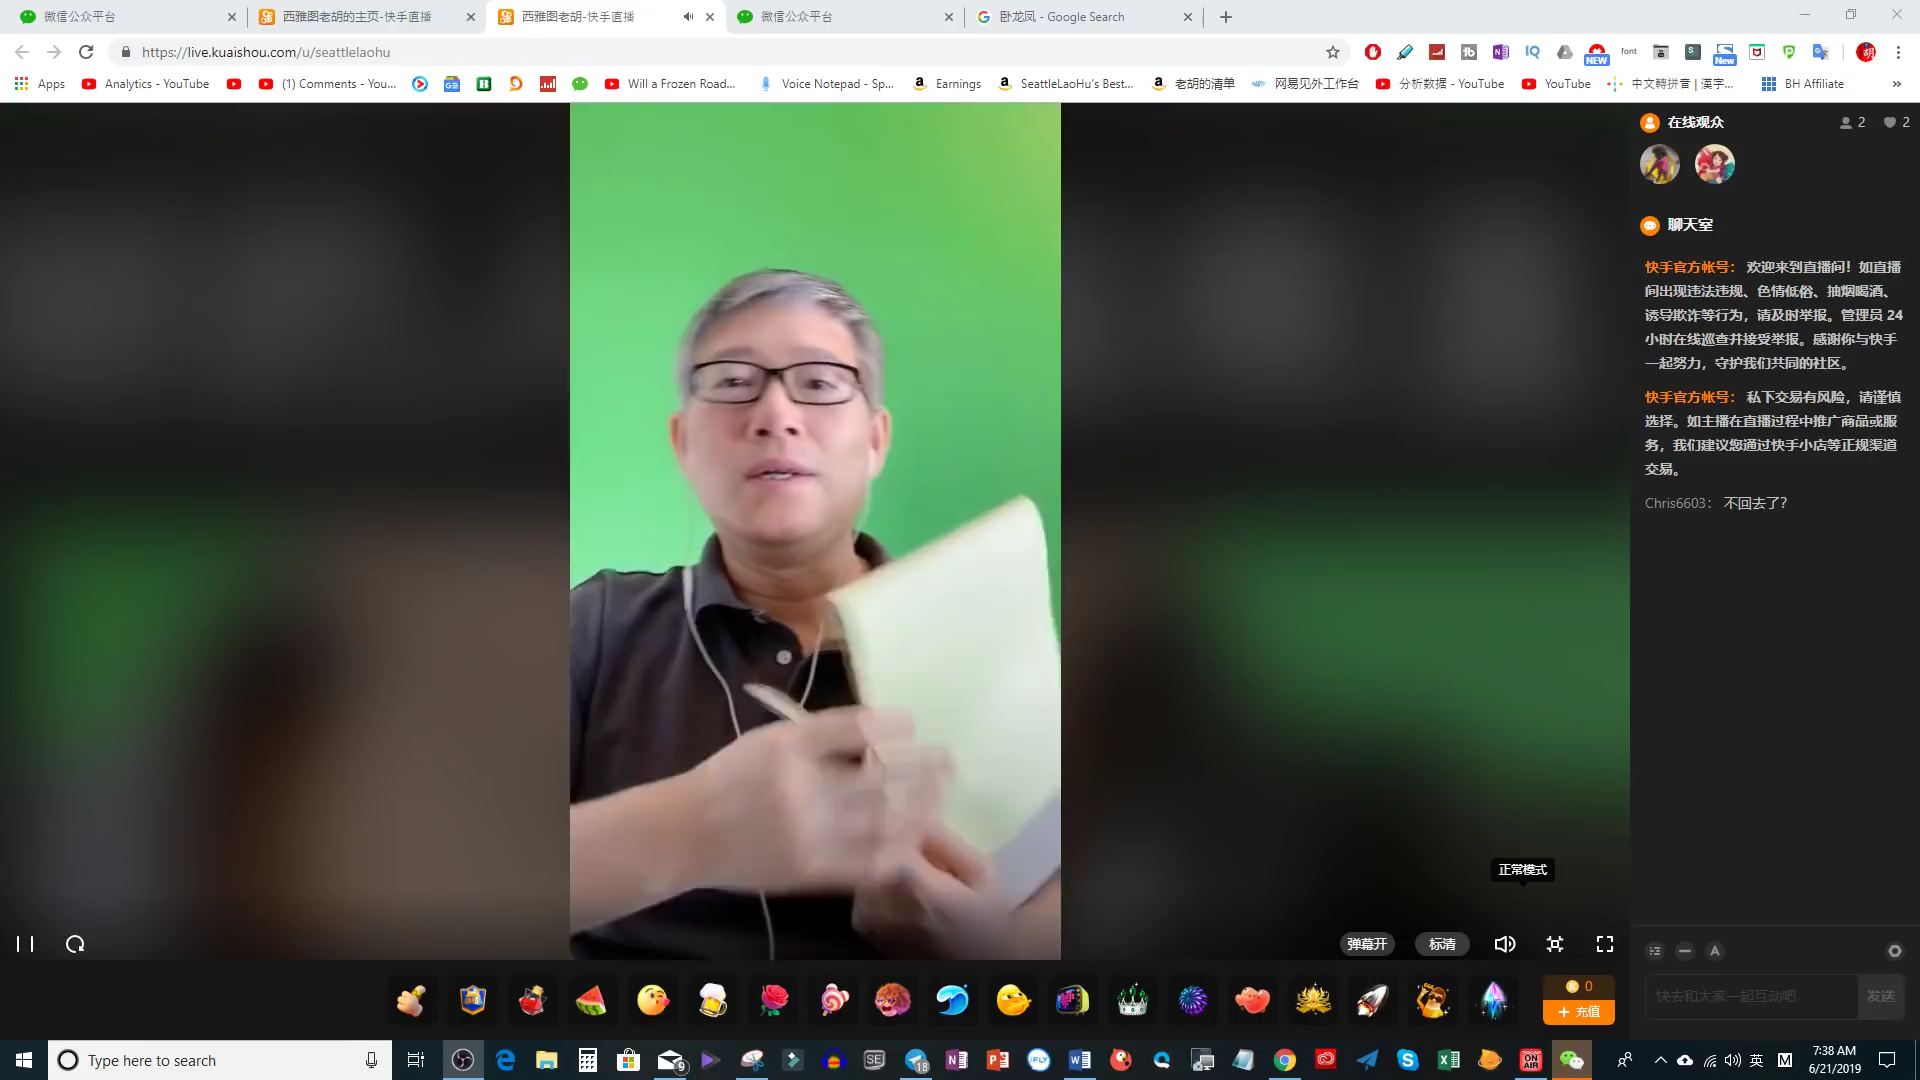 微信公众平台
西雅图老胡的主页-快手直播
西雅图老胡-快手直播
微信公众平台
卧龙凤 - Google Search
https://live.kuaishou.com/u/seattlelaohu
font
NEW
New
Apps
Analytics - YouTube
(1) Comments - You...
Will a Frozen Road...
Voice Notepad - Sp...
Earnings
SeattleLaoHu's Best...
老胡的清单
网易见外工作台
分析数据 - YouTube
YouTube
中文轉拼音 | 漢字...
BH Affiliate
在线观众
2
2
聊天室
快手官方帐号： 欢迎来到直播间！如直播
间出现违法违规、色情低俗、抽烟喝酒、
诱导欺诈等行为，请及时举报。管理员 24
小时在线巡查并接受举报。感谢你与快手
一起努力，守护我们共同的社区。
快手官方帐号： 私下交易有风险，请谨慎
选择。如主播在直播过程中推广商品或服
务，我们建议您通过快手小店等正规渠道
交易。
Chris6603： 不回去了？
正常模式
弹幕开
标清
0
+ 充值
快去和大家一起互动吧
发送
Type here to search
9
SE
18
iFLY
ON AIR
英
M
7:38 AM
6/21/2019